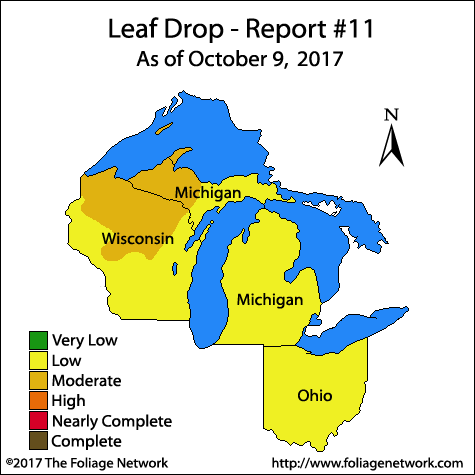 Leaf Drop - Report #11
As of October 9, 2017
N
Michigan
Wisconsin
Michigan
Ohio
Very Low
Low
Moderate
High
Nearly Complete
Complete
©2017 The Foliage Network
http://www.foliagenetwork.com